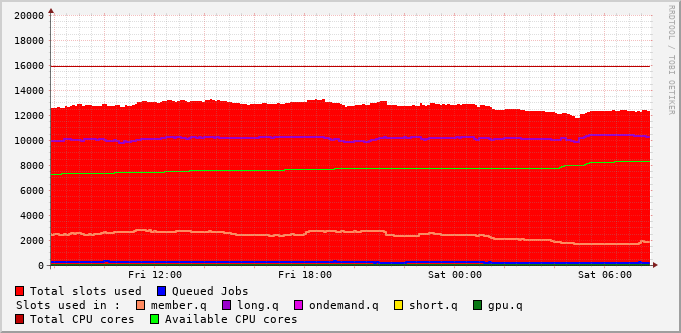 20000
18000
16000
14000
12000
10000
8000
6000
4000
2000
0
Fri 12:00 Fri 18:00 Sat 00:00 Sat 06:00
RRDTOOL / TOBI OETIKER
Total slots used Queued Jobs
Slots used in : member.q long.q ondemand.q short.q gpu.q
Total CPU cores Available CPU cores